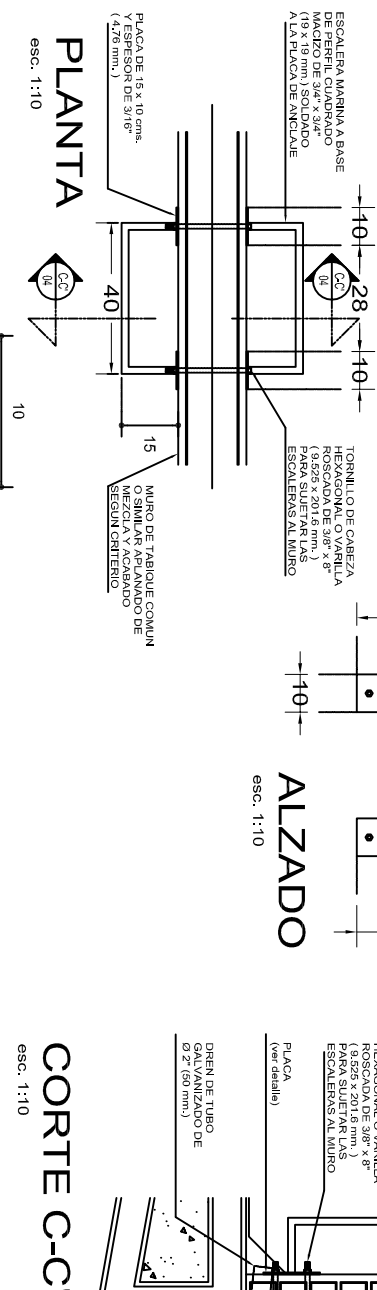 ESCALERA MARINA A BASE
DE PERFIL CUADRADO
MACIZO DE 3/4" x 3/4"
(19 x 19 mm.) SOLDADO
A LA PLACA DE ANCLAJE
10
28
10
C-C'
04
TORNILLO DE CABEZA
HEXAGONAL O VARILLA
ROSCADA DE 3/8" x 8"
( 9.525 x 201.6 mm. )
PARA SUJETAR LAS
ESCALERAS AL MURO
PLACA DE 15 x 10 cms.
Y ESPESOR DE 3/16"
( 4,76 mm. )
40
15
C-C'
04
MURO DE TABIQUE COMUN
O SIMILAR APLANADO DE
MEZCLA Y ACABADO
SEGUN CRITERIO
PLANTA
esc. 1:10
10
10
ALZADO
esc. 1:10
ROSCADA DE 3/8" x 8"
( 9.525 x 201.6 mm. )
PARA SUJETAR LAS
ESCALERAS AL MURO
PLACA
(ver detalle)
DREN DE TUBO
GALVANIZADO DE
Ø 2" (50 mm.)
CORTE C-C'
esc. 1:10